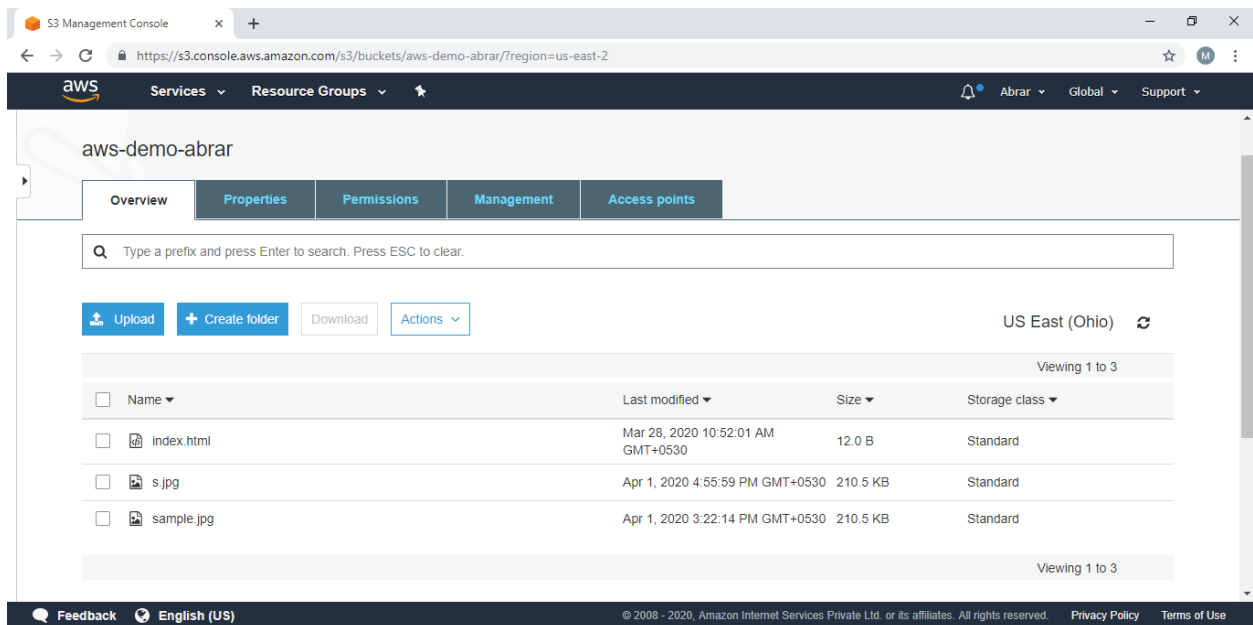 S3 Management Console
https://s3.console.aws.amazon.com/s3/buckets/aws-demo-abrar/?region=us-east-2
M
aws Services Resource Groups Abrar Global Support
aws-demo-abrar
Overview Properties Permissions Management Access points
Type a prefix and press Enter to search. Press ESC to clear.
Upload Create folder Download Actions US East (Ohio)
Viewing 1 to 3
Name Last modified Size Storage class
index.html Mar 28, 2020 10:52:01 AM GMT+0530 12.0 B Standard
s.jpg Apr 1, 2020 4:55:59 PM GMT+0530 210.5 KB Standard
sample.jpg Apr 1, 2020 3:22:14 PM GMT+0530 210.5 KB Standard
Viewing 1 to 3
Feedback English (US) © 2008 - 2020, Amazon Internet Services Private Ltd. or its affiliates. All rights reserved. Privacy Policy Terms of Use